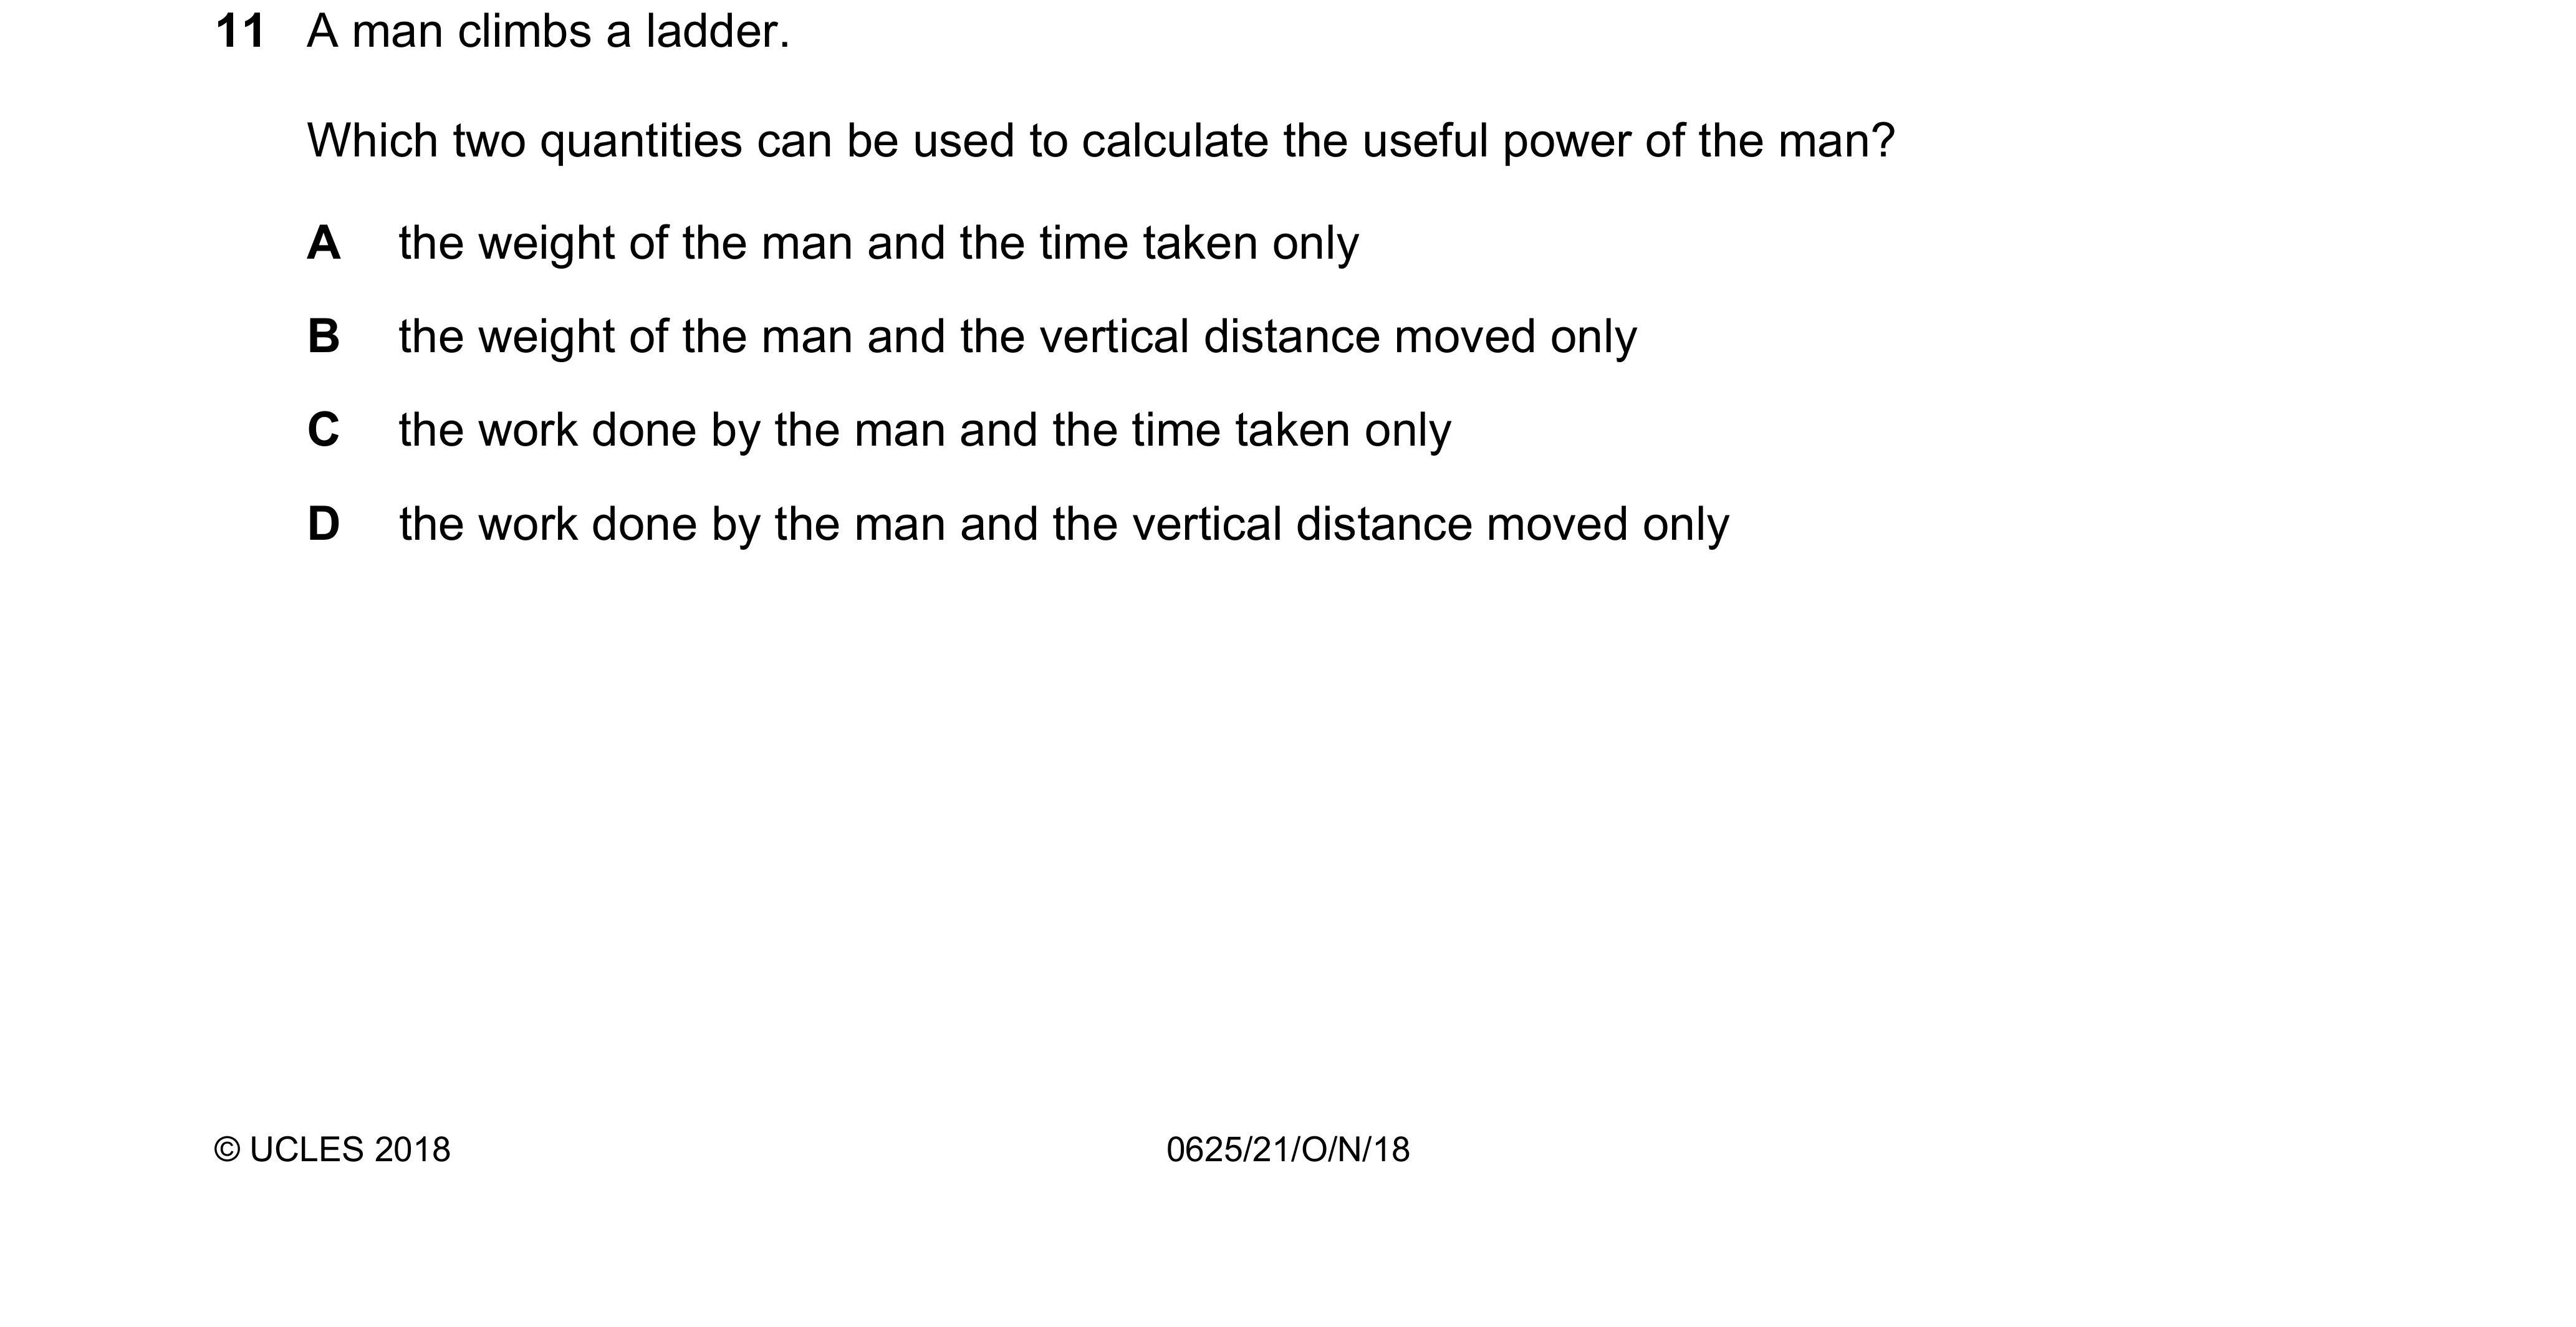 11 A man climbs a ladder.
Which two quantities can be used to calculate the useful power of the man?
A the weight of the man and the time taken only
B the weight of the man and the vertical distance moved only
C the work done by the man and the time taken only
D the work done by the man and the vertical distance moved only
© UCLES 2018 0625/21/O/N/18